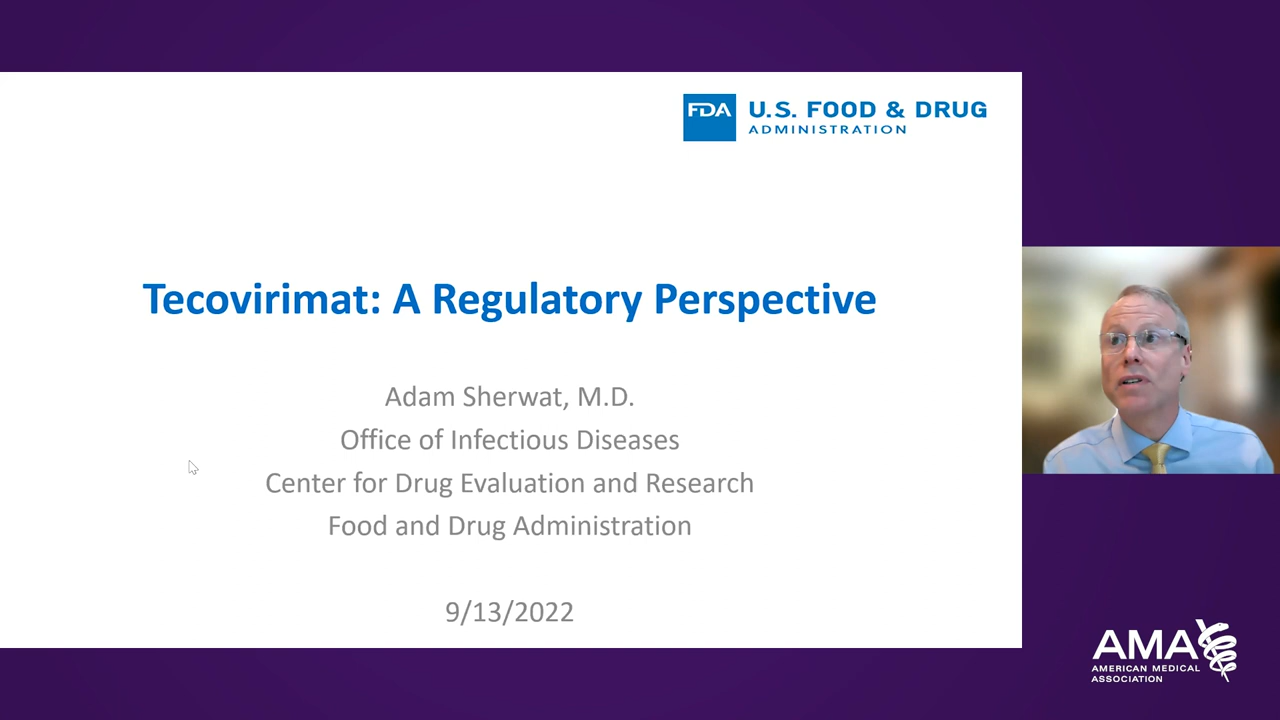 FDA U.S. FOOD & DRUG
ADMINISTRATION
Tecovirimat: A Regulatory Perspective
Adam Sherwat, M.D.
Office of Infectious Diseases
Center for Drug Evaluation and Research
Food and Drug Administration
9/13/2022
AMA
AMERICAN MEDICAL
ASSOCIATION